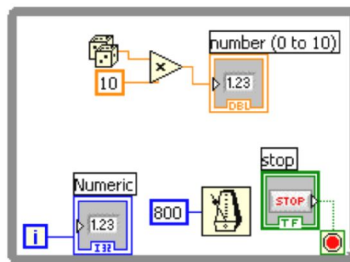 number (0 to 10)
10
1.23
DBL
stop
Numeric
STOP
800
1.23
TF
i
I32